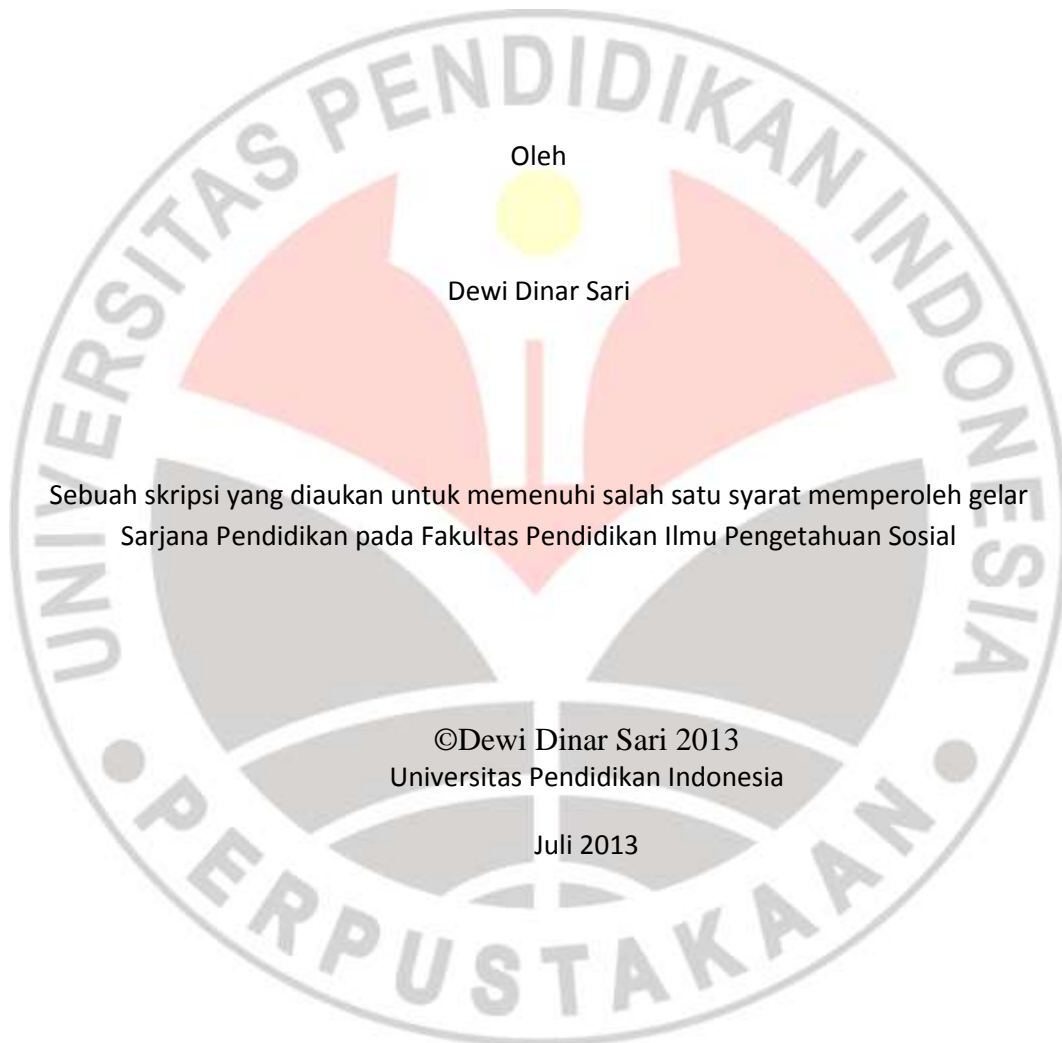 UNIVERSITAS PENDIDIKAN INDONESIA
Oleh
Dewi Dinar Sari
Sebuah skripsi yang diaukan untuk memenuhi salah satu syarat memperoleh gelar
Sarjana Pendidikan pada Fakultas Pendidikan Ilmu Pengetahuan Sosial
©Dewi Dinar Sari 2013
Universitas Pendidikan Indonesia
Juli 2013
PERPUSTAKAAN